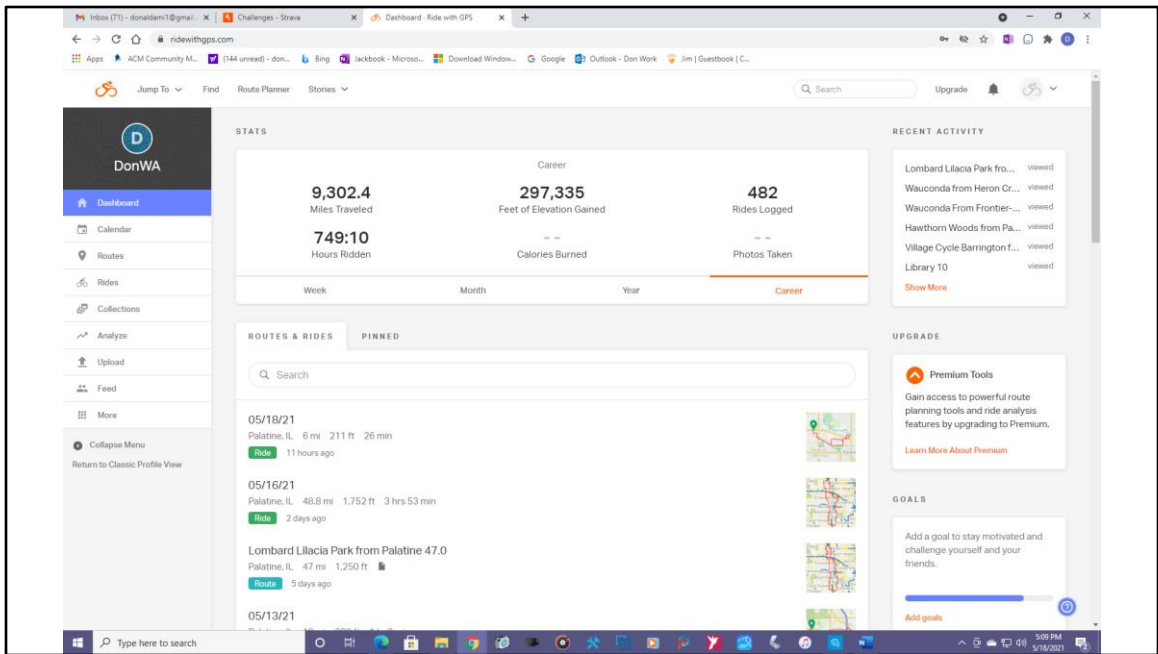 Inbox (71) - donaldami1@gmail.
Challenges - Strava
Dashboard - Ride with GPS
ridewithgps.com
Apps
ACM Community M...
(144 unread) - don...
Bing
Jackbook - Microso...
Download Window...
Google
Outlook - Don Work
Jim | Guestbook | C...
Jump To
Find
Route Planner
Stories
Search
Upgrade
D
DonWA
Dashboard
Calendar
Routes
Rides
Collections
Analyze
Upload
Feed
More
Collapse Menu
Return to Classic Profile View
STATS
Career
9,302.4
Miles Traveled
297,335
Feet of Elevation Gained
482
Rides Logged
749:10
Hours Ridden
- -
Calories Burned
- -
Photos Taken
Week
Month
Year
Career
ROUTES & RIDES
PINNED
Search
05/18/21
Palatine, IL 6 mi 211 ft 26 min
Ride 11 hours ago
05/16/21
Palatine, IL 48.8 mi 1,752 ft 3 hrs 53 min
Ride 2 days ago
Lombard Lilacia Park from Palatine 47.0
Palatine, IL 47 mi 1,250 ft
Route 5 days ago
05/13/21
RECENT ACTIVITY
Lombard Lilacia Park fro... viewed
Wauconda from Heron Cr... viewed
Wauconda From Frontier-... viewed
Hawthorn Woods from Pa... viewed
Village Cycle Barrington f... viewed
Library 10 viewed
Show More
UPGRADE
Premium Tools
Gain access to powerful route
planning tools and ride analysis
features by upgrading to Premium.
Learn More About Premium
GOALS
Add a goal to stay motivated and
challenge yourself and your
friends.
Add goals
Type here to search
5:09 PM
5/18/2021